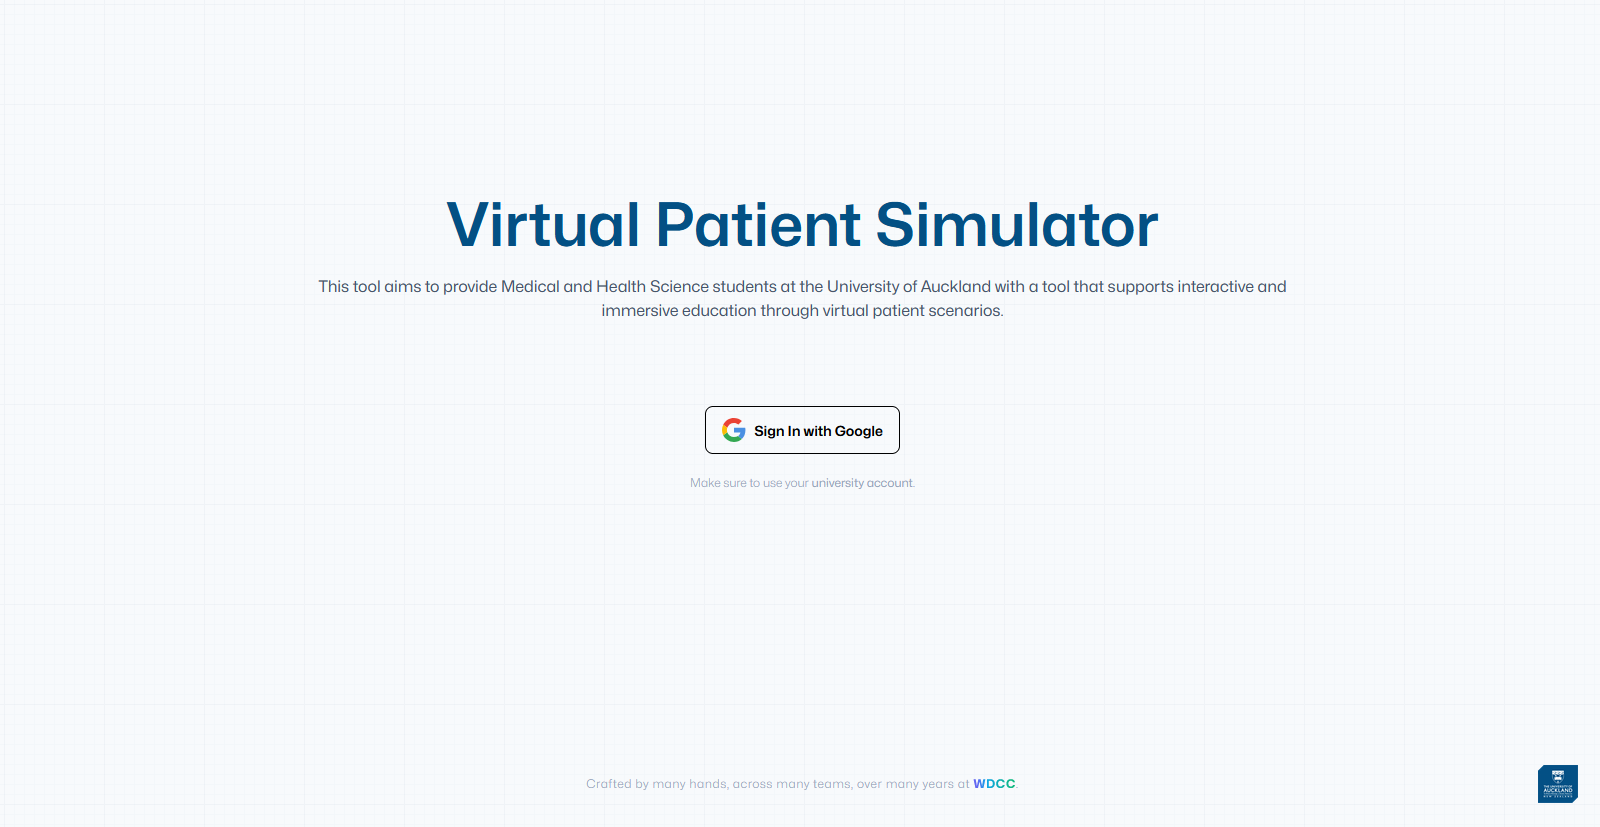 Virtual Patient Simulator
This tool aims to provide Medical and Health Science students at the University of Auckland with a tool that supports interactive and
immersive education through virtual patient scenarios.
Sign In with Google
Make sure to use your university account.
Crafted by many hands, across many teams, over many years at WDCC.
THE UNIVERSITY OF
AUCKLAND
NEW ZEALAND